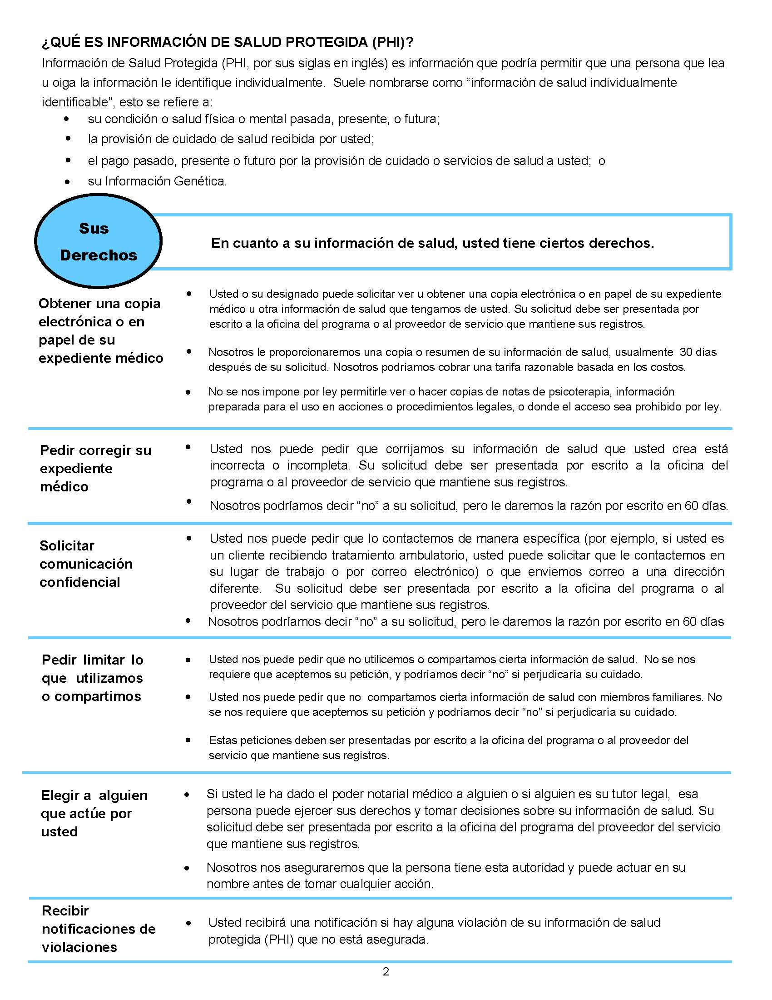 ¿QUÉ ES INFORMACIÓN DE SALUD PROTEGIDA (PHI)?
Información de Salud Protegida (PHI, por sus siglas en inglés) es información que podría permitir que una persona que lea
u oiga la información le identifique individualmente.  Suele nombrarse como “información de salud individualmente
identificable”, esto se refiere a:
• su condición o salud física o mental pasada, presente, o futura;
• la provisión de cuidado de salud recibida por usted;
• el pago pasado, presente o futuro por la provisión de cuidado o servicios de salud a usted;  o
• su Información Genética.
Sus
Derechos
En cuanto a su información de salud, usted tiene ciertos derechos.
Obtener una copia
electrónica o en
papel de su
expediente médico
• Usted o su designado puede solicitar ver u obtener una copia electrónica o en papel de su expediente
médico u otra información de salud que tengamos de usted. Su solicitud debe ser presentada por
escrito a la oficina del programa o al proveedor de servicio que mantiene sus registros.
• Nosotros le proporcionaremos una copia o resumen de su información de salud, usualmente  30 días
después de su solicitud. Nosotros podríamos cobrar una tarifa razonable basada en los costos.
• No se nos impone por ley permitirle ver o hacer copias de notas de psicoterapia, información
preparada para el uso en acciones o procedimientos legales, o donde el acceso sea prohibido por ley.
Pedir corregir su
expediente
médico
• Usted nos puede pedir que corrijamos su información de salud que usted crea está
incorrecta o incompleta. Su solicitud debe ser presentada por escrito a la oficina del
programa o al proveedor de servicio que mantiene sus registros.
• Nosotros podríamos decir “no” a su solicitud, pero le daremos la razón por escrito en 60 días.
Solicitar
comunicación
confidencial
• Usted nos puede pedir que lo contactemos de manera específica (por ejemplo, si usted es
un cliente recibiendo tratamiento ambulatorio, usted puede solicitar que le contactemos en
su lugar de trabajo o por correo electrónico) o que enviemos correo a una dirección
diferente.  Su solicitud debe ser presentada por escrito a la oficina del programa o al
proveedor del servicio que mantiene sus registros.
• Nosotros podríamos decir “no” a su solicitud, pero le daremos la razón por escrito en 60 días
Pedir limitar lo
que utilizamos
o compartimos
• Usted nos puede pedir que no utilicemos o compartamos cierta información de salud.  No se nos
requiere que aceptemos su petición, y podríamos decir “no” si perjudicaría su cuidado.
• Usted nos puede pedir que no  compartamos cierta información de salud con miembros familiares. No
se nos requiere que aceptemos su petición y podríamos decir “no” si perjudicaría su cuidado.
• Estas peticiones deben ser presentadas por escrito a la oficina del programa o al proveedor del
servicio que mantiene sus registros.
Elegir a  alguien
que actúe por
usted
• Si usted le ha dado el poder notarial médico a alguien o si alguien es su tutor legal,  esa
persona puede ejercer sus derechos y tomar decisiones sobre su información de salud. Su
solicitud debe ser presentada por escrito a la oficina del programa del proveedor del servicio
que mantiene sus registros.
• Nosotros nos aseguraremos que la persona tiene esta autoridad y puede actuar en su
nombre antes de tomar cualquier acción.
Recibir
notificaciones de
violaciones
• Usted recibirá una notificación si hay alguna violación de su información de salud
protegida (PHI) que no está asegurada.
2